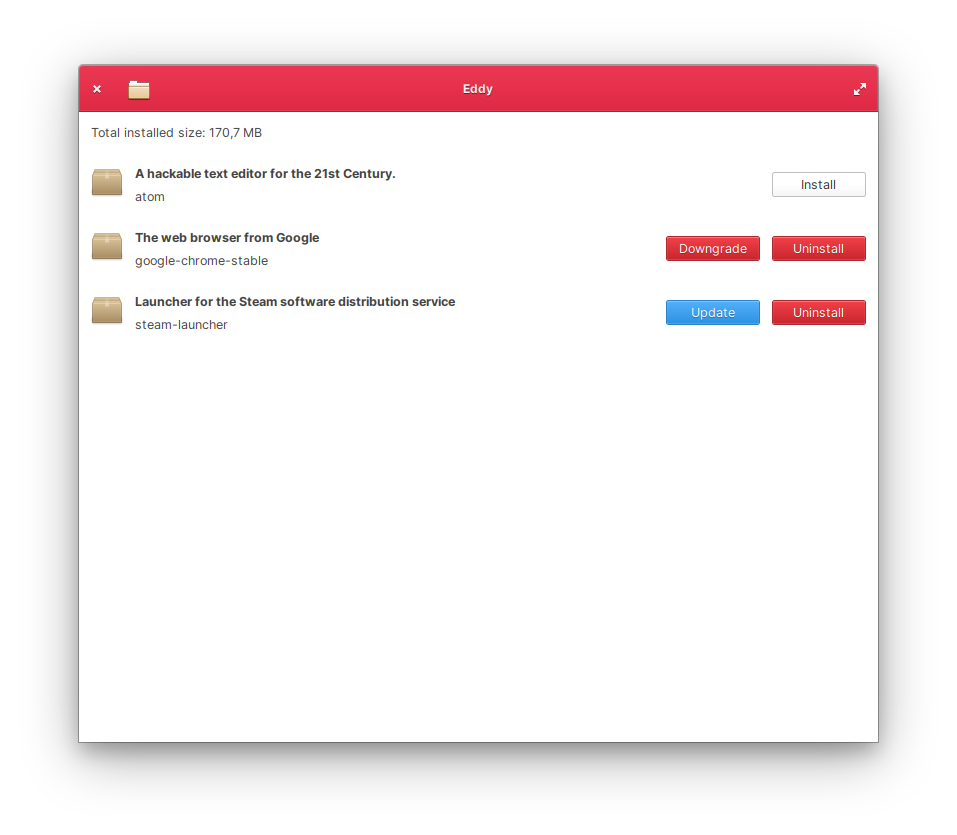 Eddy
Total installed size: 170,7 MB
A hackable text editor for the 21st Century.
atom
Install
The web browser from Google
google-chrome-stable
Downgrade
Uninstall
Launcher for the Steam software distribution service
steam-launcher
Update
Uninstall